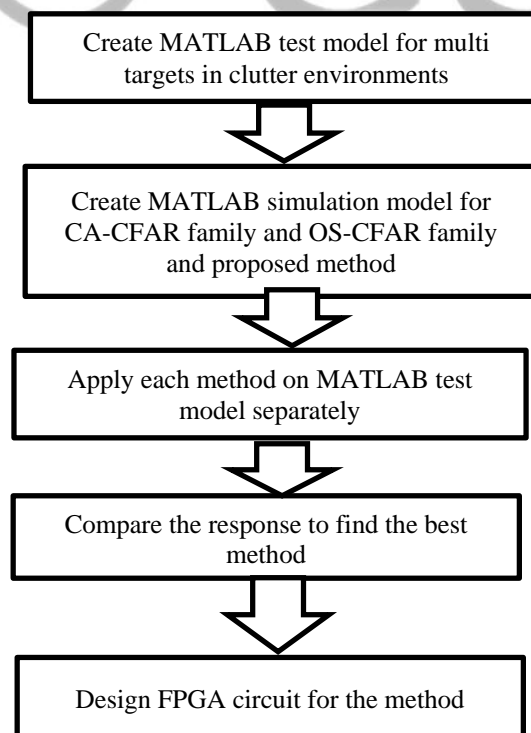 Create MATLAB test model for multi
targets in clutter environments
Create MATLAB simulation model for
CA-CFAR family and OS-CFAR family
and proposed method
Apply each method on MATLAB test
model separately
Compare the response to find the best
method
Design FPGA circuit for the method